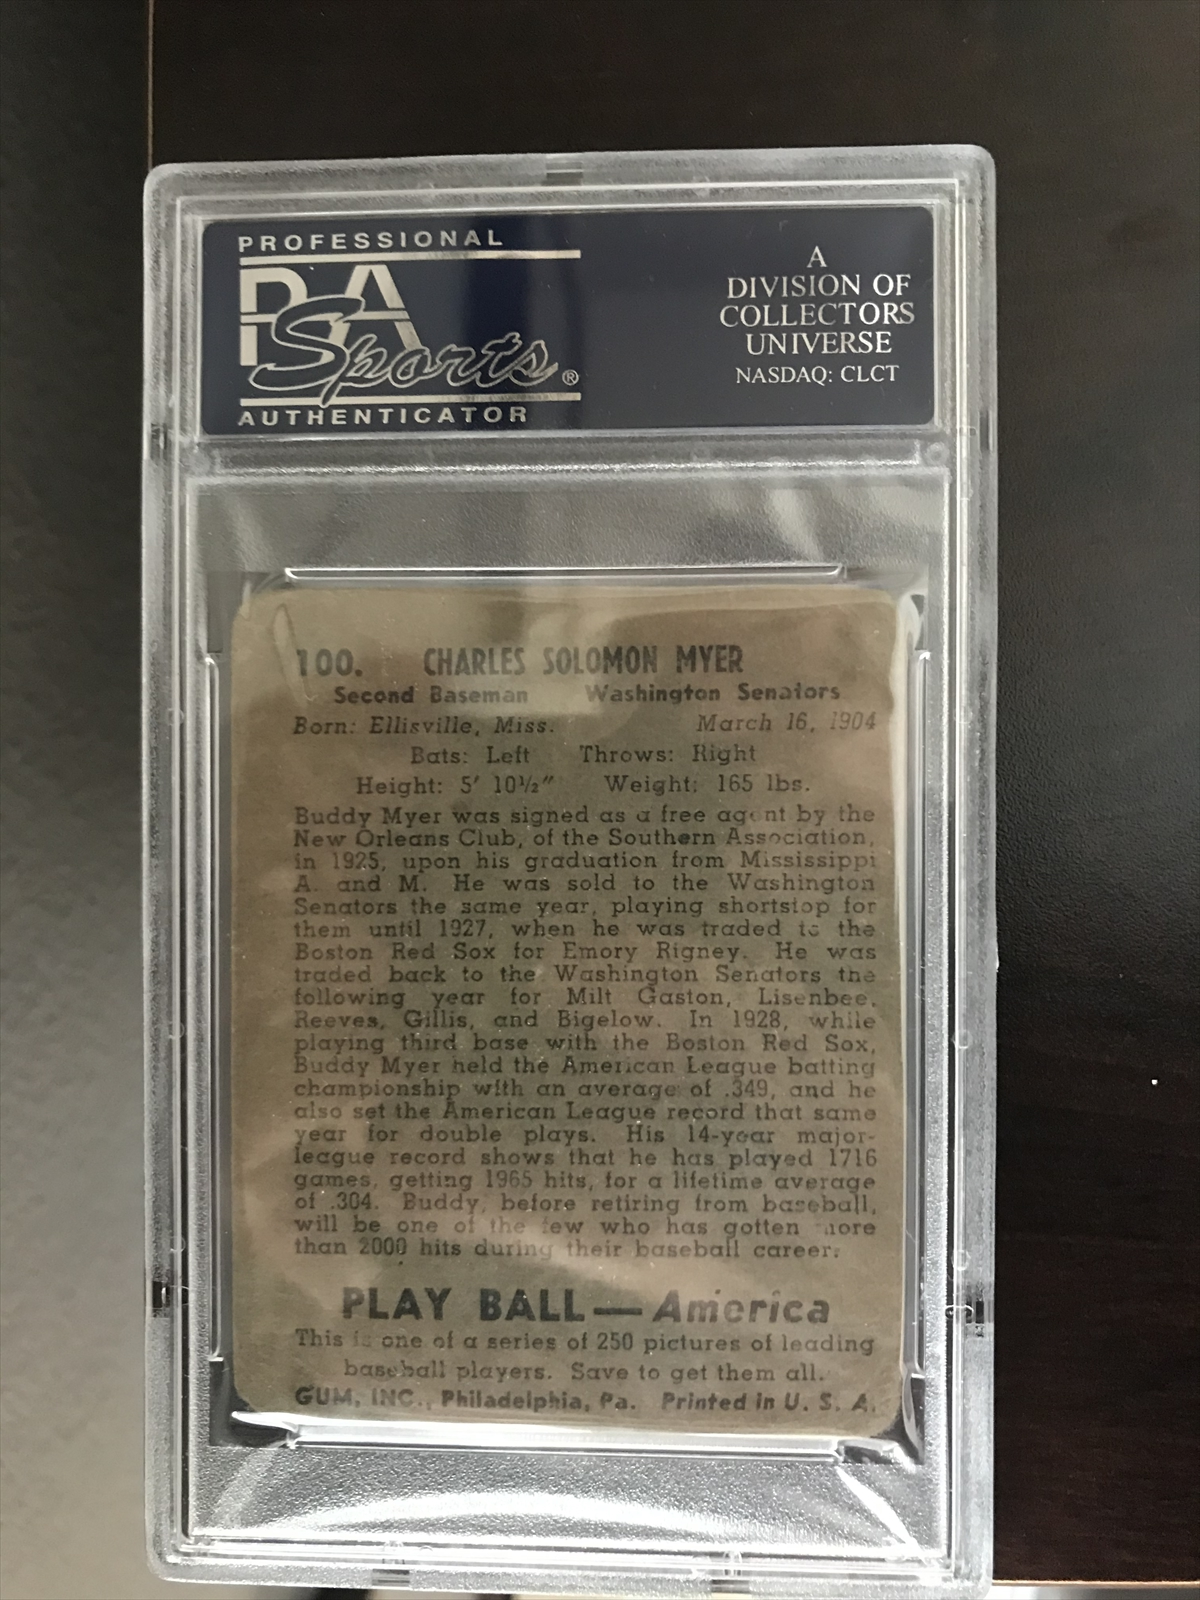 PROFESSIONAL
PSA
Sports®
AUTHENTICATOR
A
DIVISION OF
COLLECTORS
UNIVERSE
NASDAQ: CLCT
100. CHARLES SOLOMON MYER
Second Baseman Washington Senators
Born: Ellisville, Miss. March 16, 1904
Bats: Left Throws: Right
Height: 5' 10½" Weight: 165 lbs.
Buddy Myer was signed as a free agent by the
New Orleans Club, of the Southern Association,
in 1925, upon his graduation from Mississippi
A. and M. He was sold to the Washington
Senators the same year, playing shortstop for
them until 1927, when he was traded to the
Boston Red Sox for Emory Rigney. He was
traded back to the Washington Senators the
following year for Milt Gaston, Lisenbee,
Reeves, Gillis, and Bigelow. In 1928, while
playing third base with the Boston Red Sox,
Buddy Myer held the American League batting
championship with an average of .349, and he
also set the American League record that same
year for double plays. His 14-year major-
league record shows that he has played 1716
games, getting 1965 hits, for a lifetime average
of .304. Buddy, before retiring from baseball,
will be one of the few who has gotten more
than 2000 hits during their baseball career.
PLAY BALL — America
This is one of a series of 250 pictures of leading
baseball players. Save to get them all.
GUM, INC., Philadelphia, Pa. Printed in U. S. A.